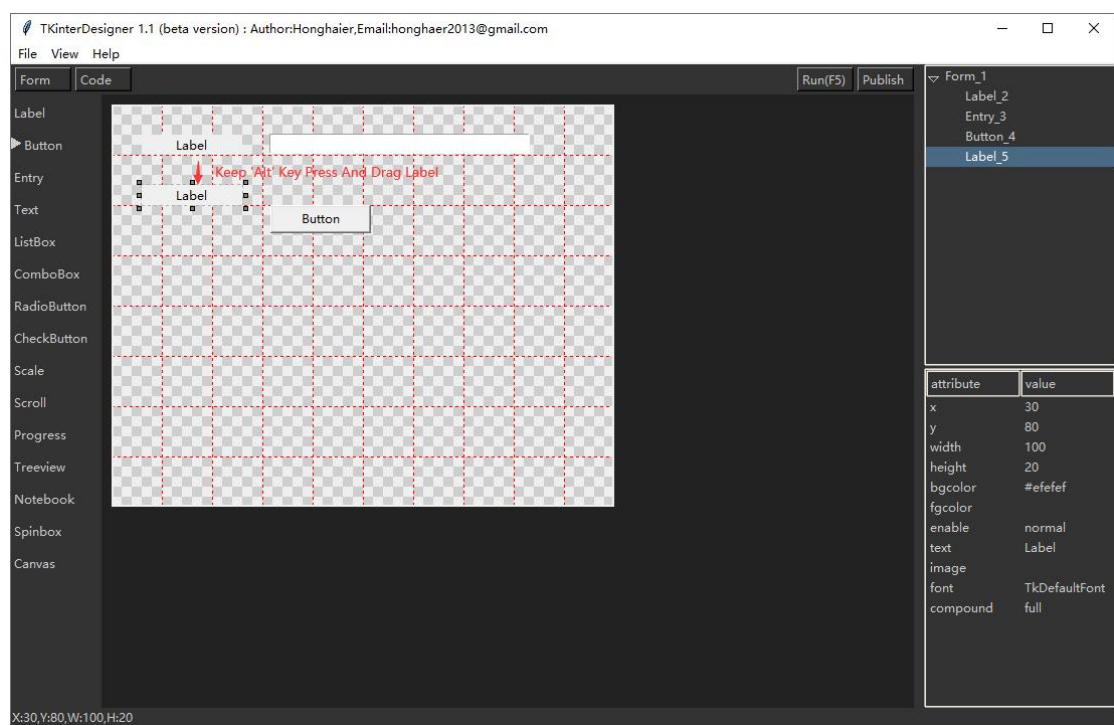 TKinterDesigner 1.1 (beta version) : Author:Honghaier,Email:honghaer2013@gmail.com
File View Help
Form Code Run(F5) Publish
Label
Button
Entry
Text
ListBox
ComboBox
RadioButton
CheckButton
Scale
Scroll
Progress
Treeview
Notebook
Spinbox
Canvas
Label
Keep 'Alt' Key Press And Drag Label
Label
Button
Form_1
Label_2
Entry_3
Button_4
Label_5
attribute value
x 30
y 80
width 100
height 20
bgcolor #efefef
fgcolor
enable normal
text Label
image
font TkDefaultFont
compound full
X:30,Y:80,W:100,H:20